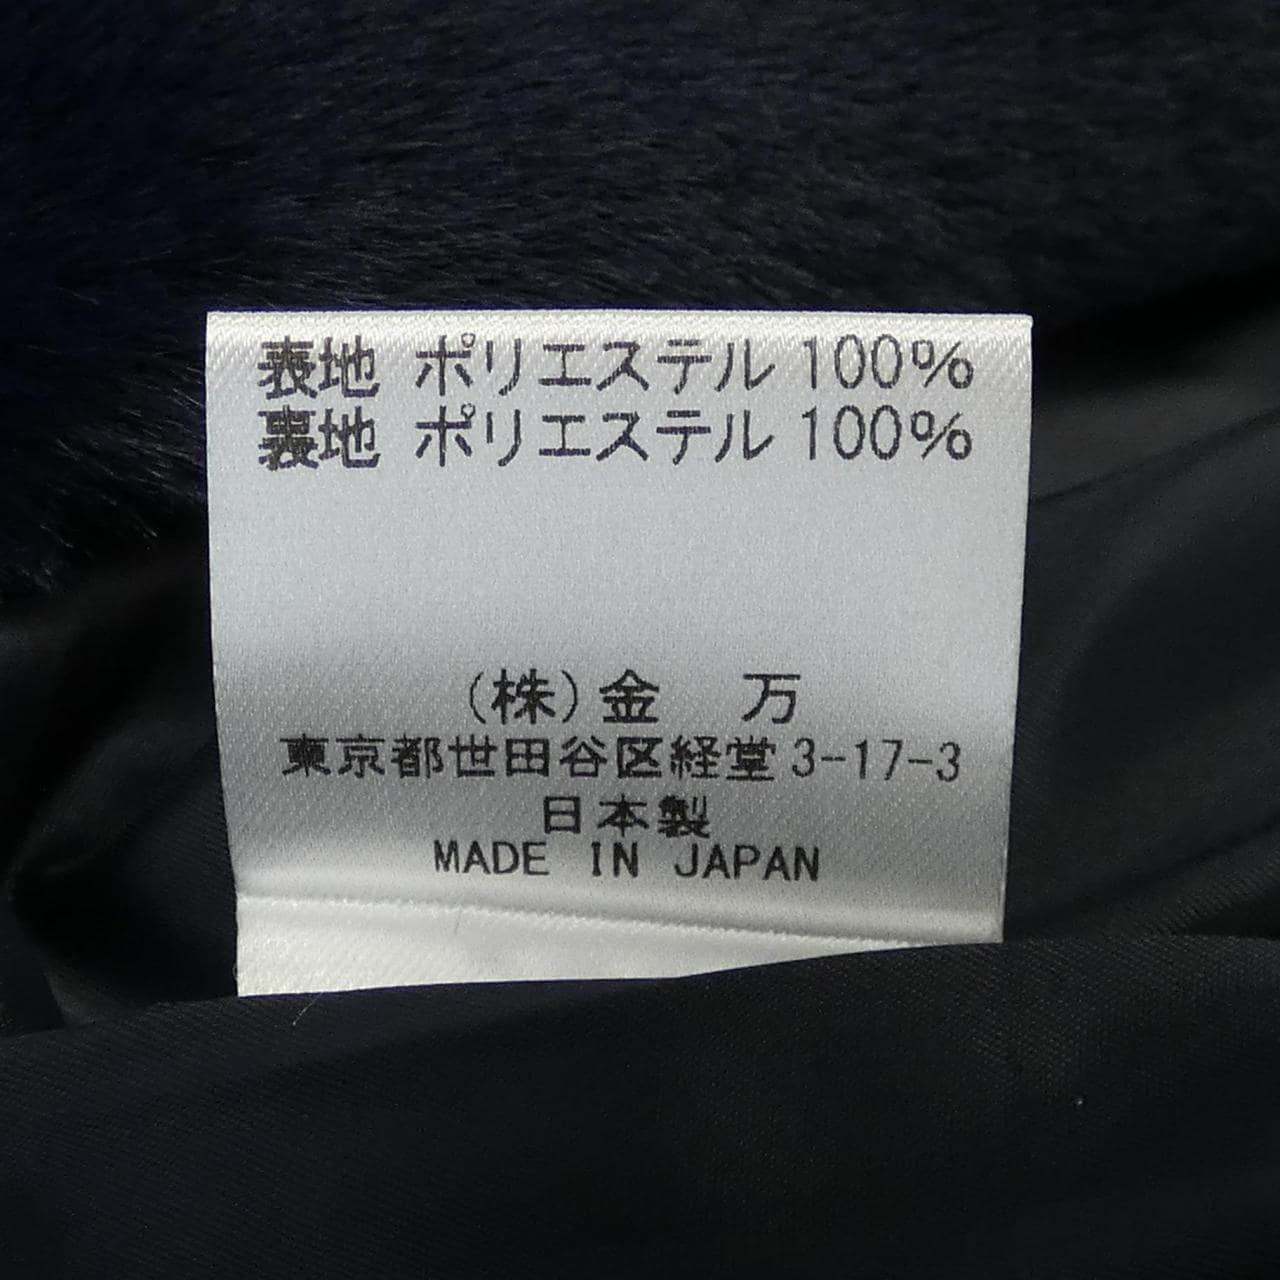 表地 ポリエステル 100%
裏地 ポリエステル 100%
(株)金 万
東京都世田谷区経堂3-17-3
日本製
MADE IN JAPAN